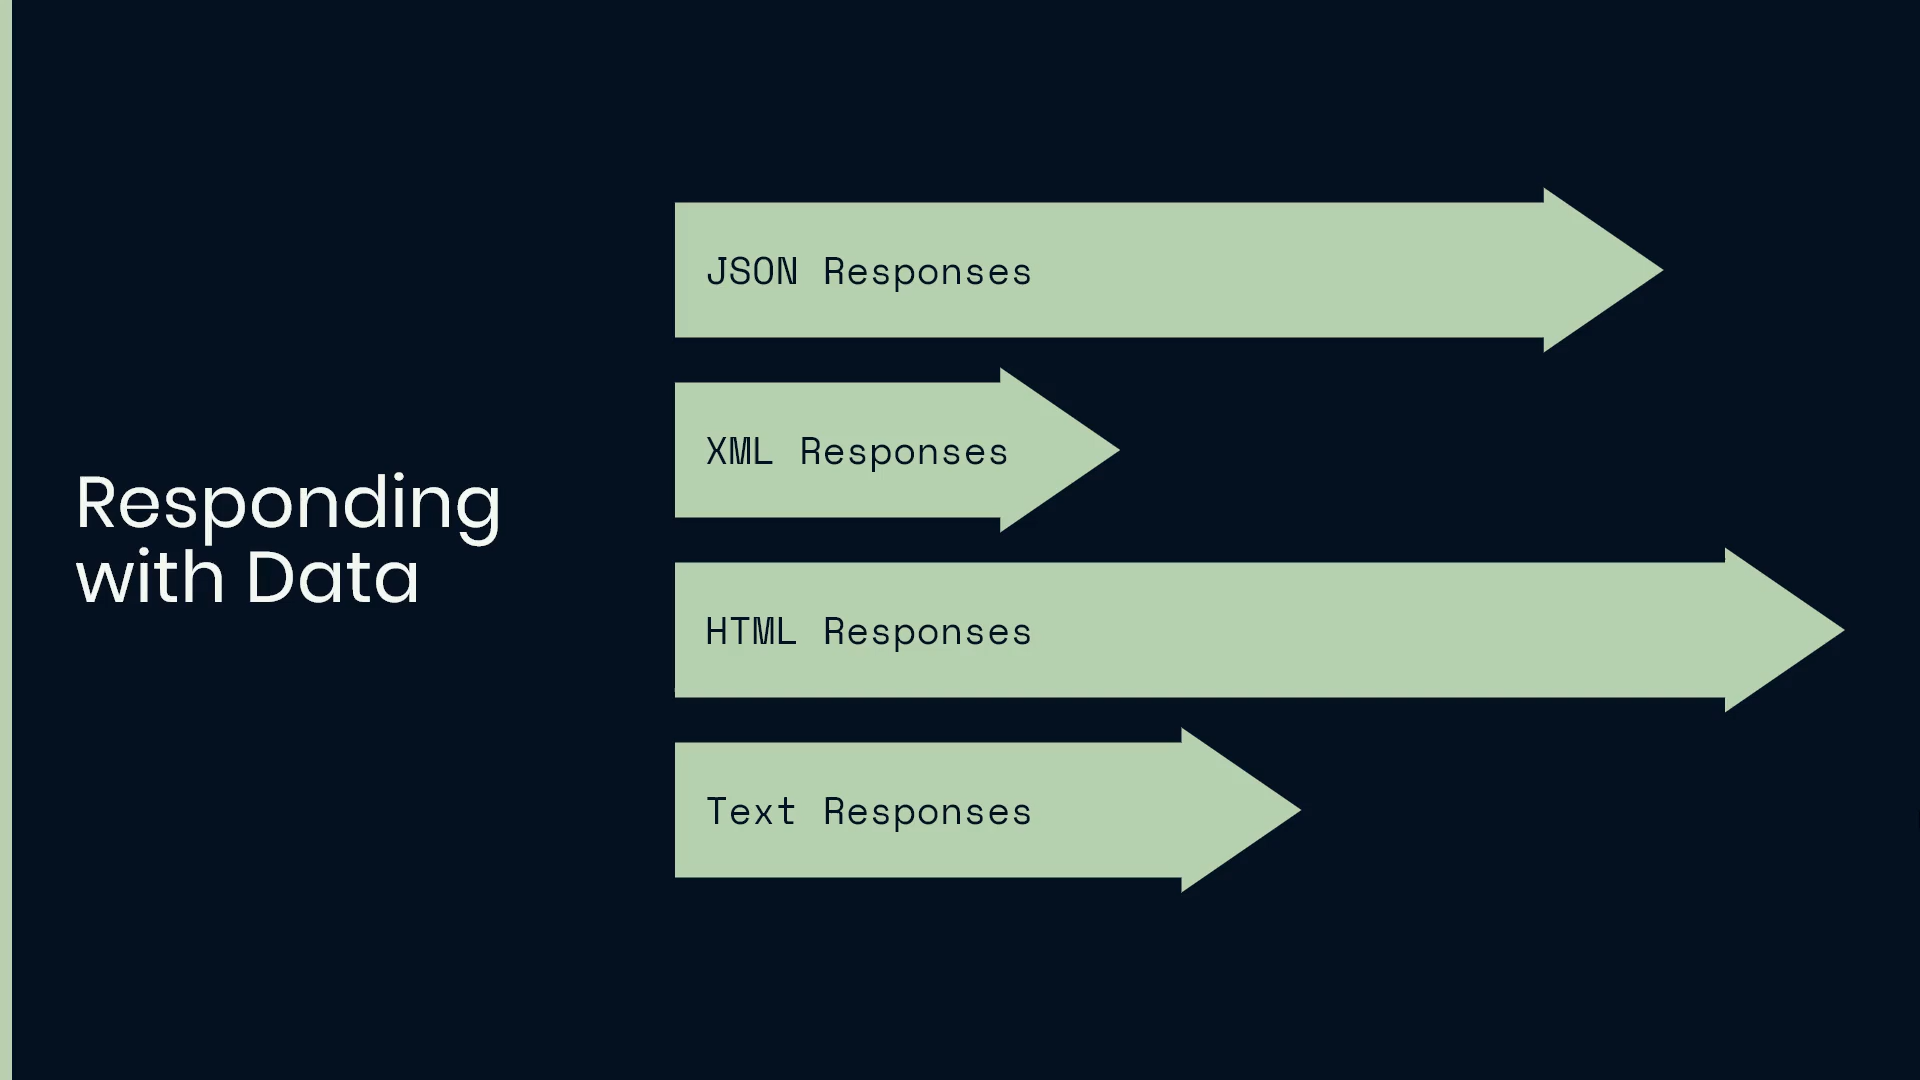 Responding
with Data
JSON Responses
XML Responses
HTML Responses
Text Responses